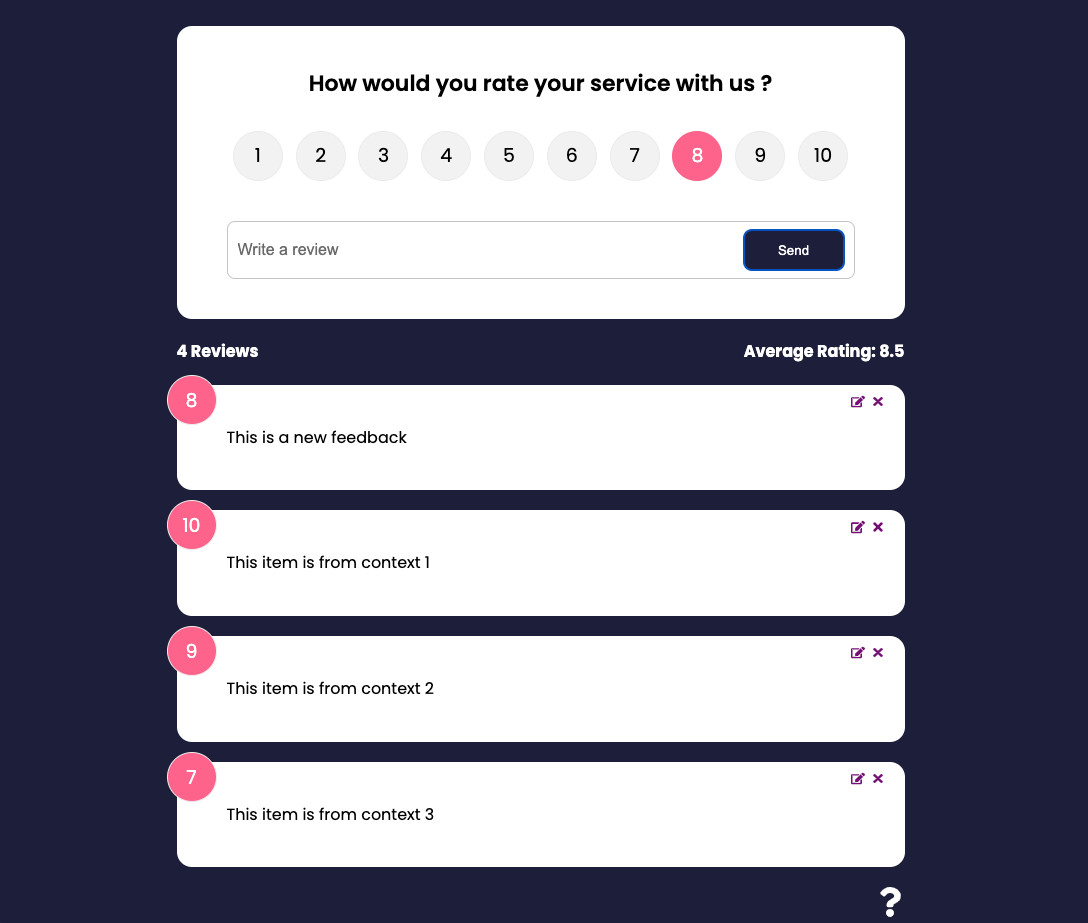 How would you rate your service with us ?
1 2 3 4 5 6 7 8 9 10
Write a review Send
4 Reviews Average Rating: 8.5
8
This is a new feedback
10
This item is from context 1
9
This item is from context 2
7
This item is from context 3
?